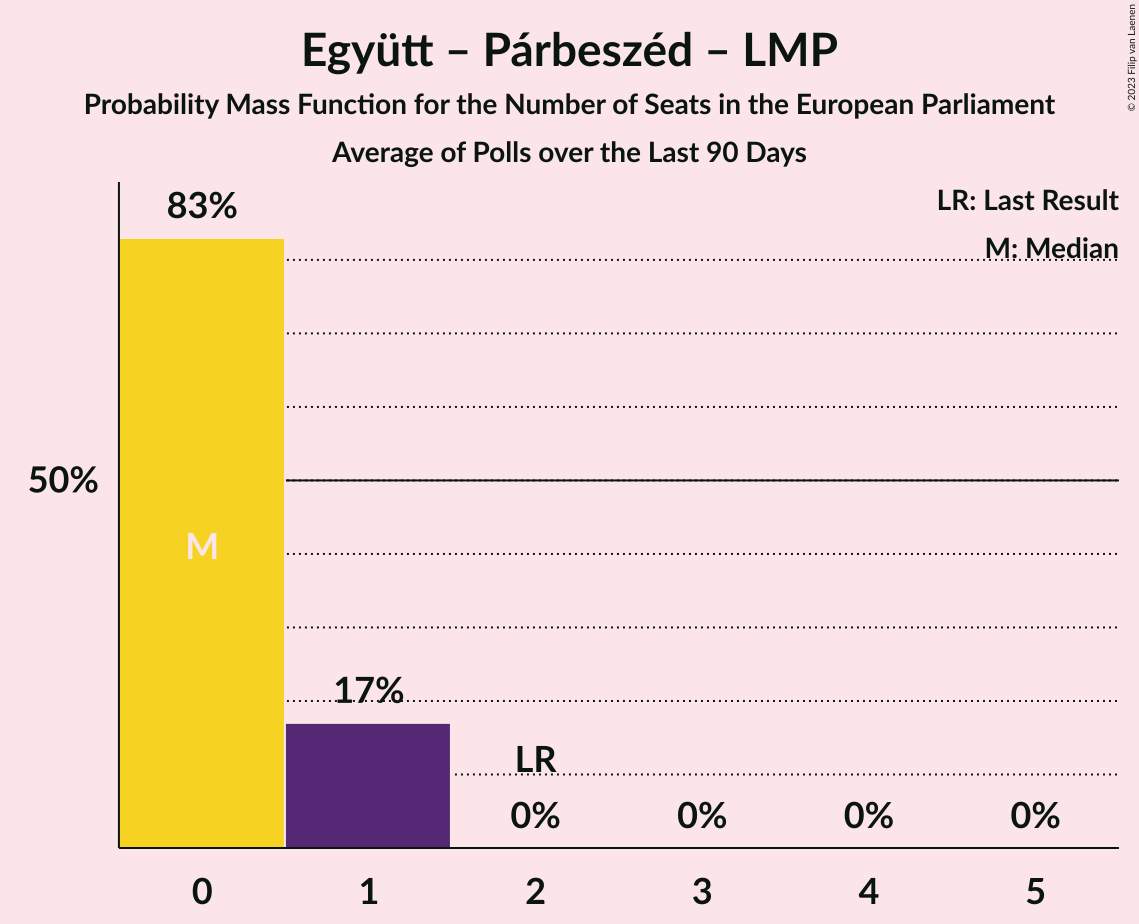 Együtt – Párbeszéd – LMP
Probability Mass Function for the Number of Seats in the European Parliament
Average of Polls over the Last 90 Days
© 2023 Filip van Laenen
LR: Last Result
M: Median
83%
50%
M
17%
LR
0%
0%
0%
0%
0
1
2
3
4
5